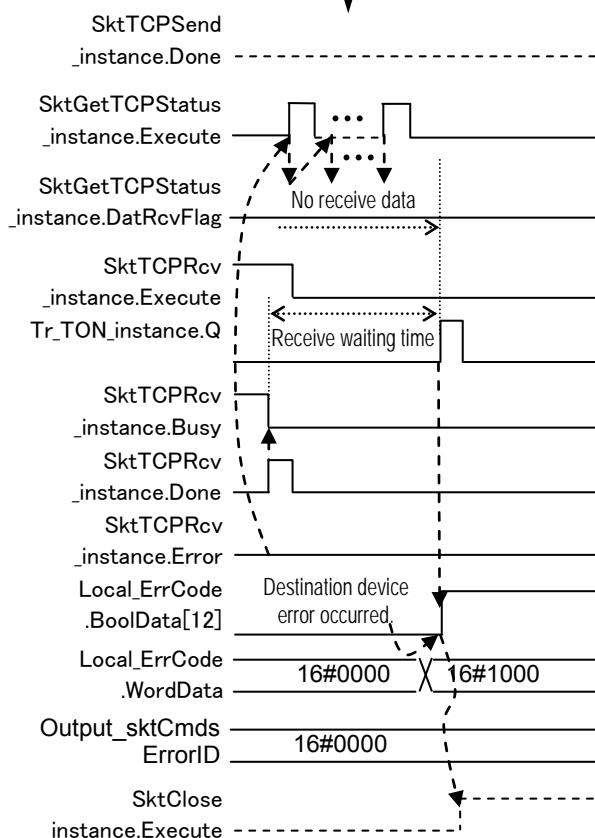 SktTCPSend
_instance.Done
SktGetTCPStatus
_instance.Execute
SktGetTCPStatus
_instance.DatRcvFlag
No receive data
SktTCPRcv
_instance.Execute
Tr_TON_instance.Q
Receive waiting time
SktTCPRcv
_instance.Busy
SktTCPRcv
_instance.Done
SktTCPRcv
_instance.Error
Local_ErrCode
.BoolData[12]
Destination device
error occurred.
Local_ErrCode
.WordData
16#0000
16#1000
Output_sktCmds
ErrorID
16#0000
SktClose
instance.Execute